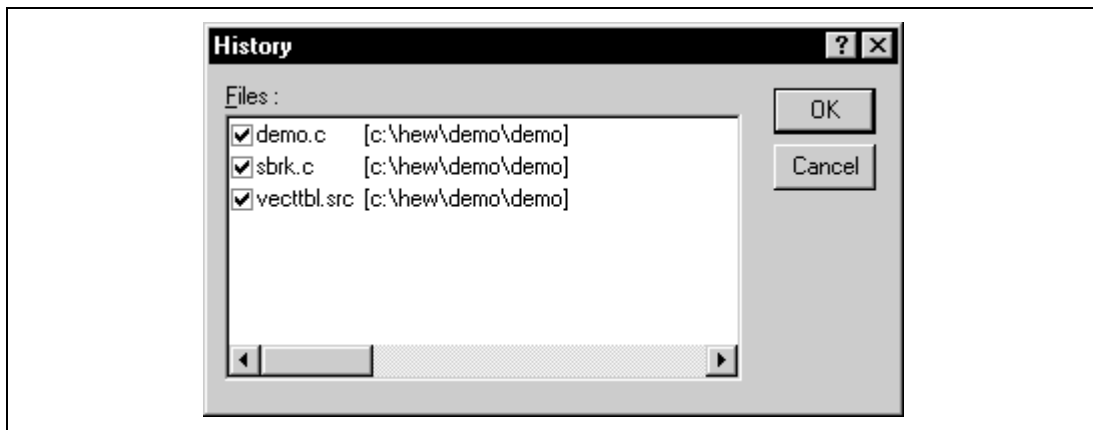 History
Files :
demo.c [c:\hew\demo\demo]
sbrk.c [c:\hew\demo\demo]
vecttbl.src [c:\hew\demo\demo]
OK
Cancel